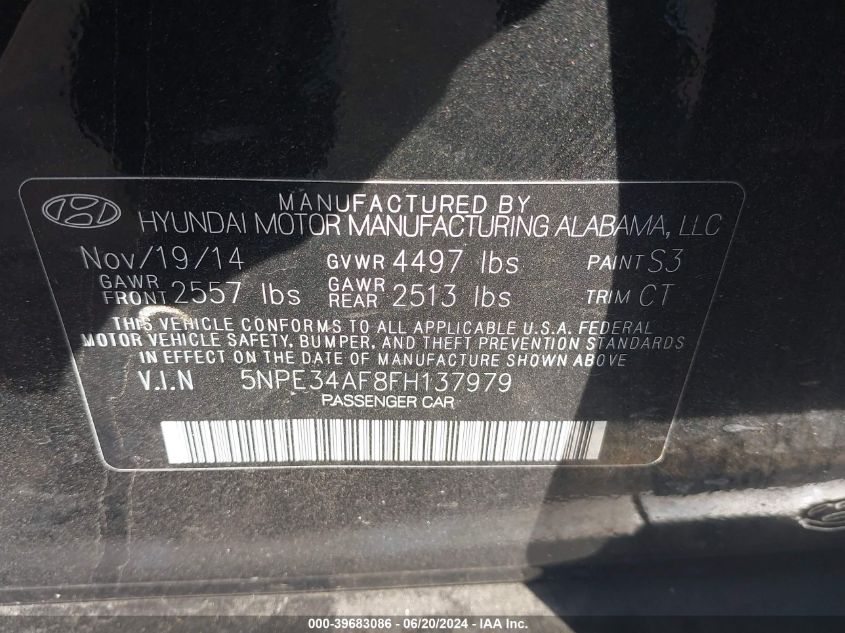 MANUFACTURED BY
HYUNDAI MOTOR MANUFACTURING ALABAMA, LLC
Nov/19/14 GVWR 4497 lbs PAINT S3
GAWR FRONT 2557 lbs GAWR REAR 2513 lbs TRIM CT
THIS VEHICLE CONFORMS TO ALL APPLICABLE U.S.A. FEDERAL
MOTOR VEHICLE SAFETY, BUMPER, AND THEFT PREVENTION STANDARDS
IN EFFECT ON THE DATE OF MANUFACTURE SHOWN ABOVE
V.I.N 5NPE34AF8FH137979
PASSENGER CAR
000-39683086 - 06/20/2024 - IAA Inc.